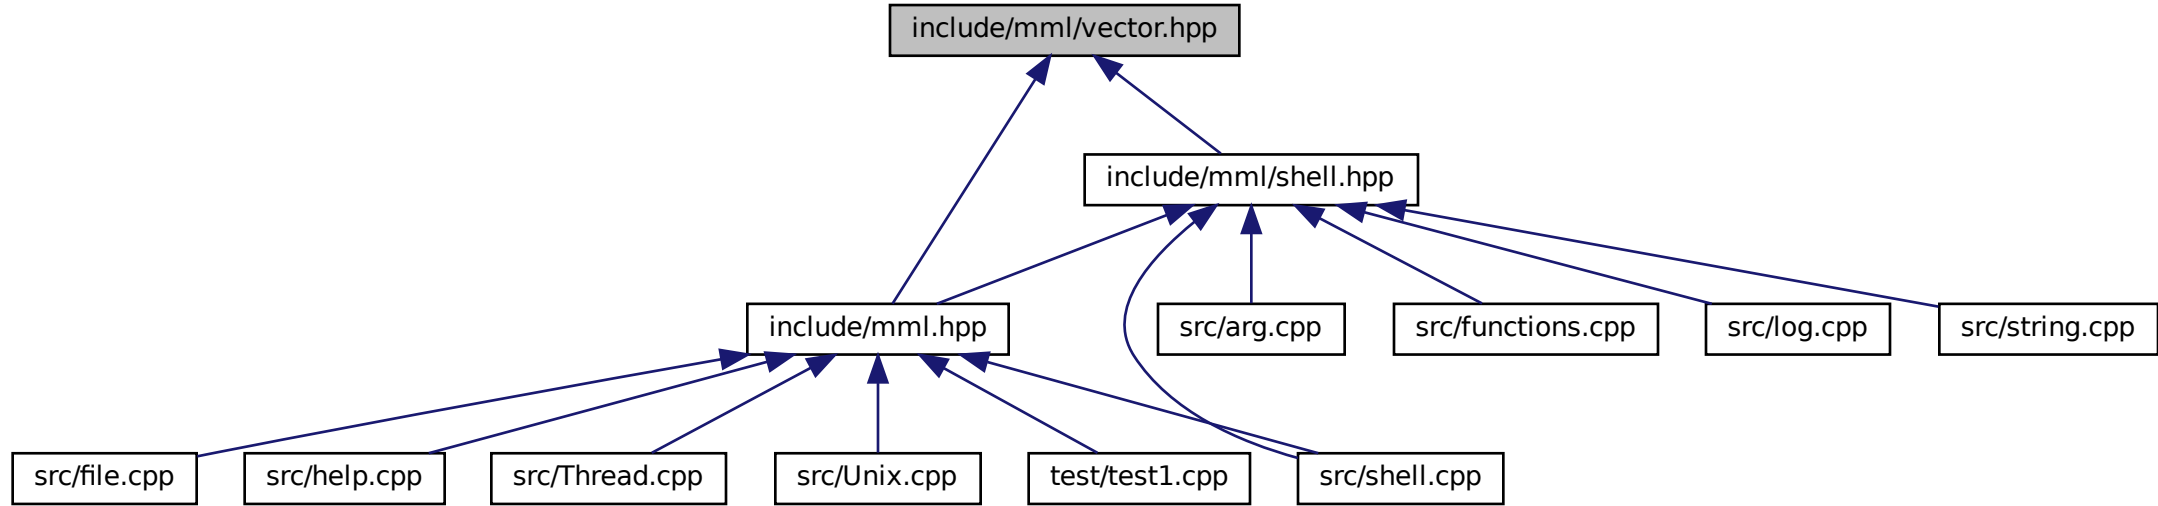 include/mml/vector.hpp
include/mml/shell.hpp
include/mml.hpp
src/arg.cpp
src/functions.cpp
src/log.cpp
src/string.cpp
src/file.cpp
src/help.cpp
src/Thread.cpp
src/Unix.cpp
test/test1.cpp
src/shell.cpp